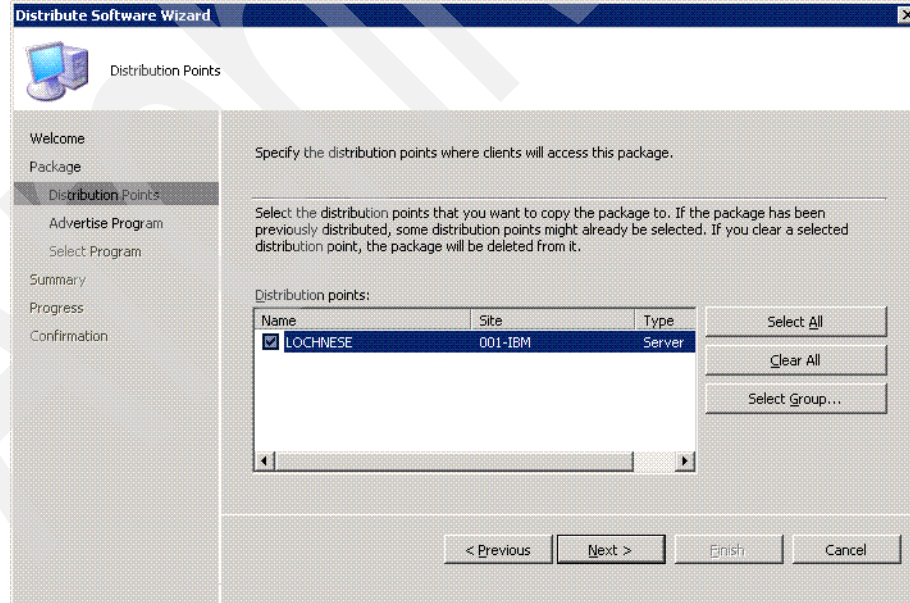 Distribute Software Wizard
Distribution Points
Welcome
Package
Distribution Points
Advertise Program
Select Program
Summary
Progress
Confirmation
Specify the distribution points where clients will access this package.
Select the distribution points that you want to copy the package to. If the package has been
previously distributed, some distribution points might already be selected. If you clear a selected
distribution point, the package will be deleted from it.
Distribution points:
Name Site Type
LOCHNESE 001-IBM Server
Select All
Clear All
Select Group...
< Previous Next > Finish Cancel